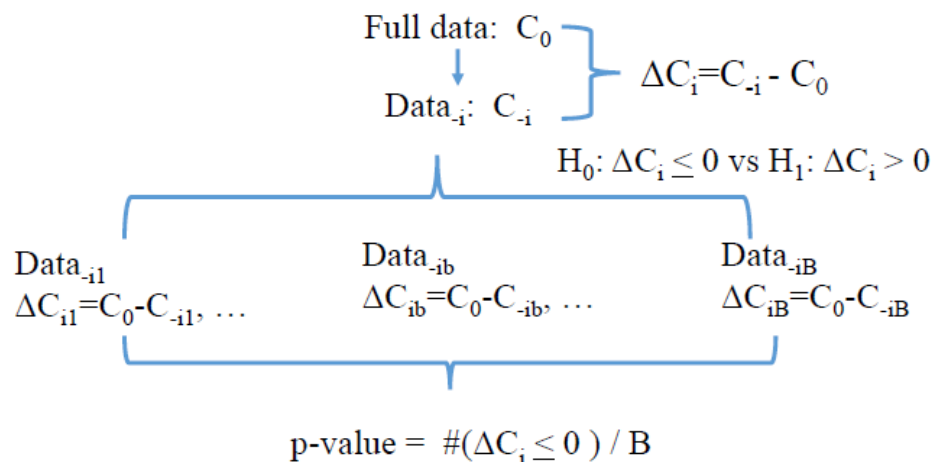 Full data: C₀
ΔCᵢ=C₋ᵢ - C₀
Data₋ᵢ: C₋ᵢ
H₀: ΔCᵢ ≤ 0 vs H₁: ΔCᵢ > 0
Data₋ᵢ₁
ΔCᵢ₁=C₀-C₋ᵢ₁, …
Data₋ib
ΔCib=C₀-C₋ib, …
Data₋iB
ΔCiB=C₀-C₋iB
p-value = #(ΔCᵢ ≤ 0 ) / B